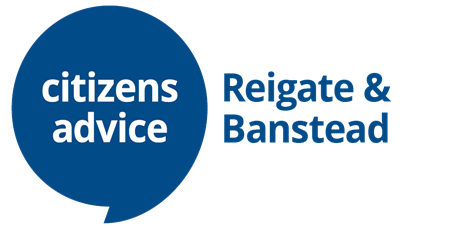 citizens
advice
Reigate &
Banstead